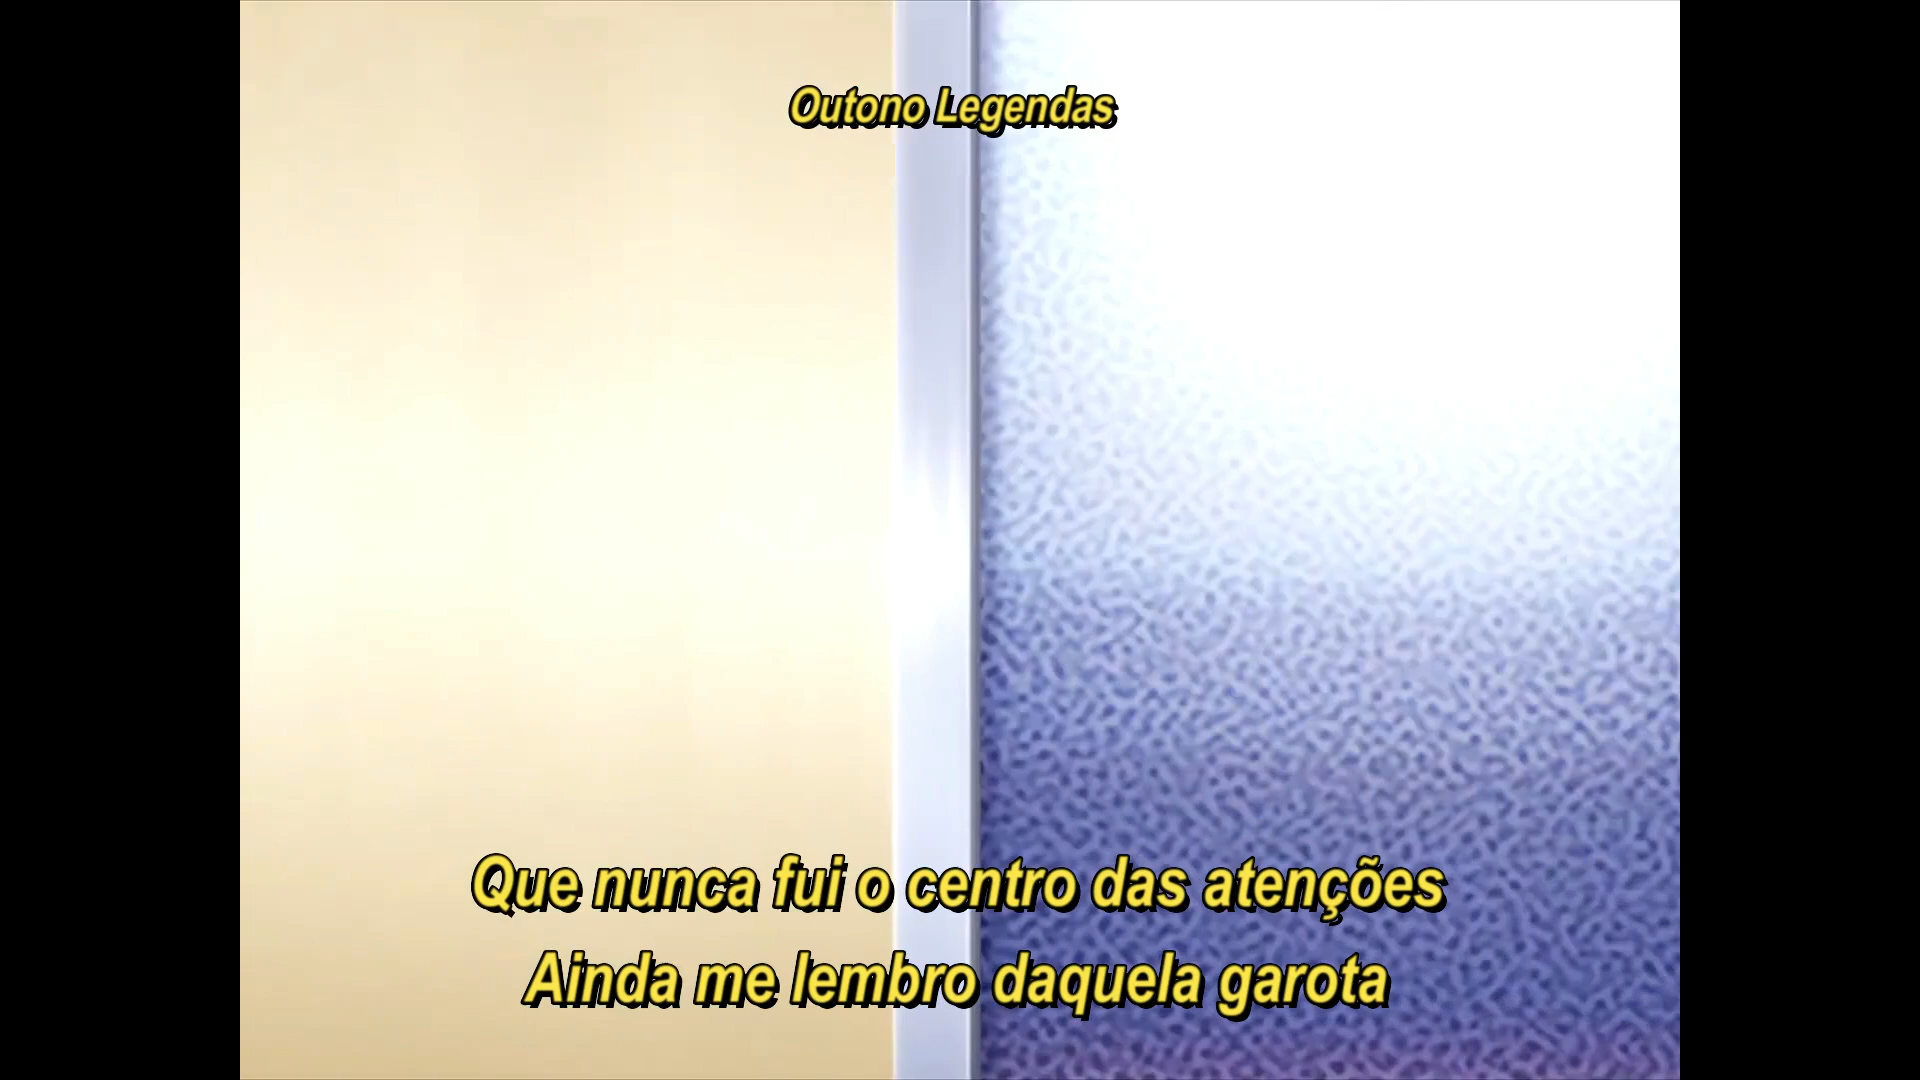 Outono Legendas
Que nunca fui o centro das atenções
Ainda me lembro daquela garota